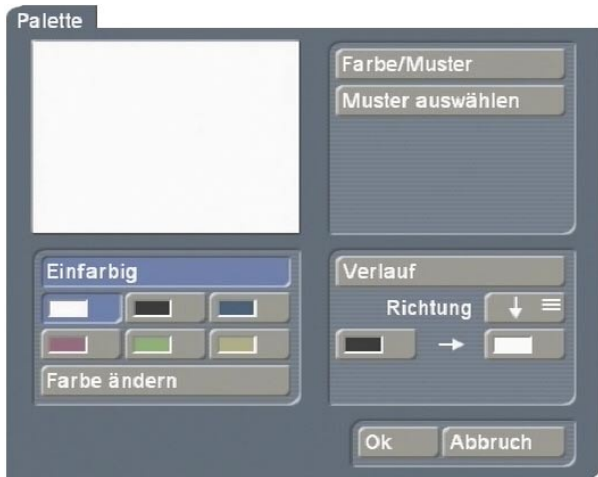 Palette
Farbe/Muster
Muster auswählen
Einfarbig
Farbe ändern
Verlauf
Richtung
Ok Abbruch